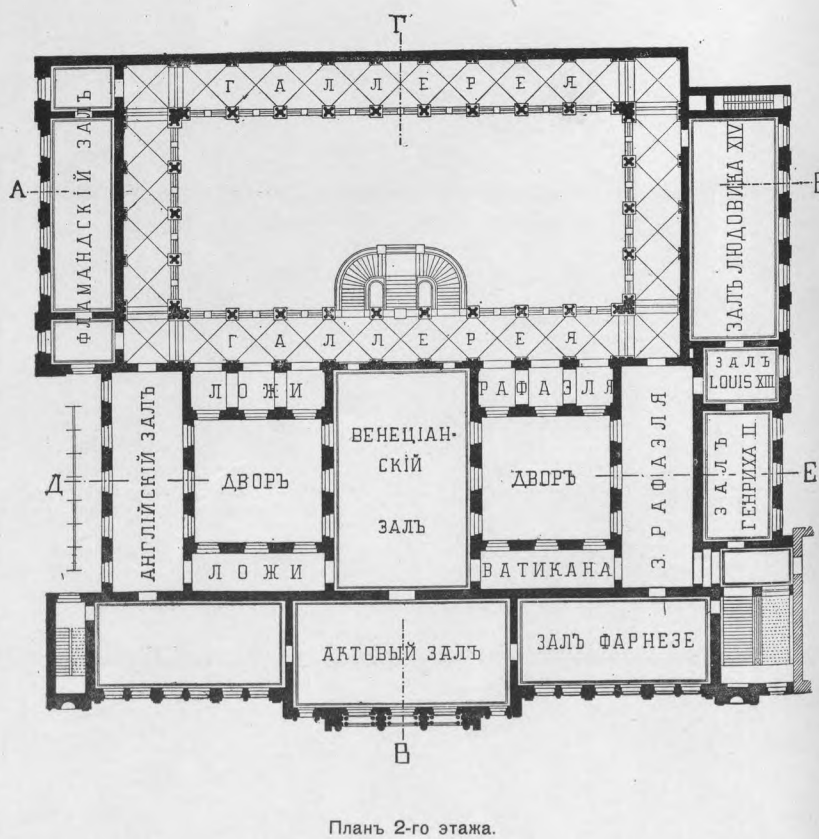 Г
ГАЛЛЕРЕЯ
ФЛАМАНДСКІЙ ЗАЛЪ
А
ЗАЛЪ ЛЮДОВИКА XIV
ГАЛЛЕРЕЯ
ЗАЛЪ
LOUIS XIII
ЛОЖИ
РАФАЭЛЯ
АНГЛІЙСКІЙ ЗАЛЪ
ВЕНЕЦІАН-
СКІЙ
ЗАЛЪ
З. РАФАЭЛЯ
ЗАЛЪ
ГЕНРИХА II.
Д
ДВОРЪ
ДВОРЪ
Е
ЛОЖИ
ВАТИКАНА
АКТОВЫЙ ЗАЛЪ
ЗАЛЪ ФАРНЕЗЕ
В
Планъ 2-го этажа.